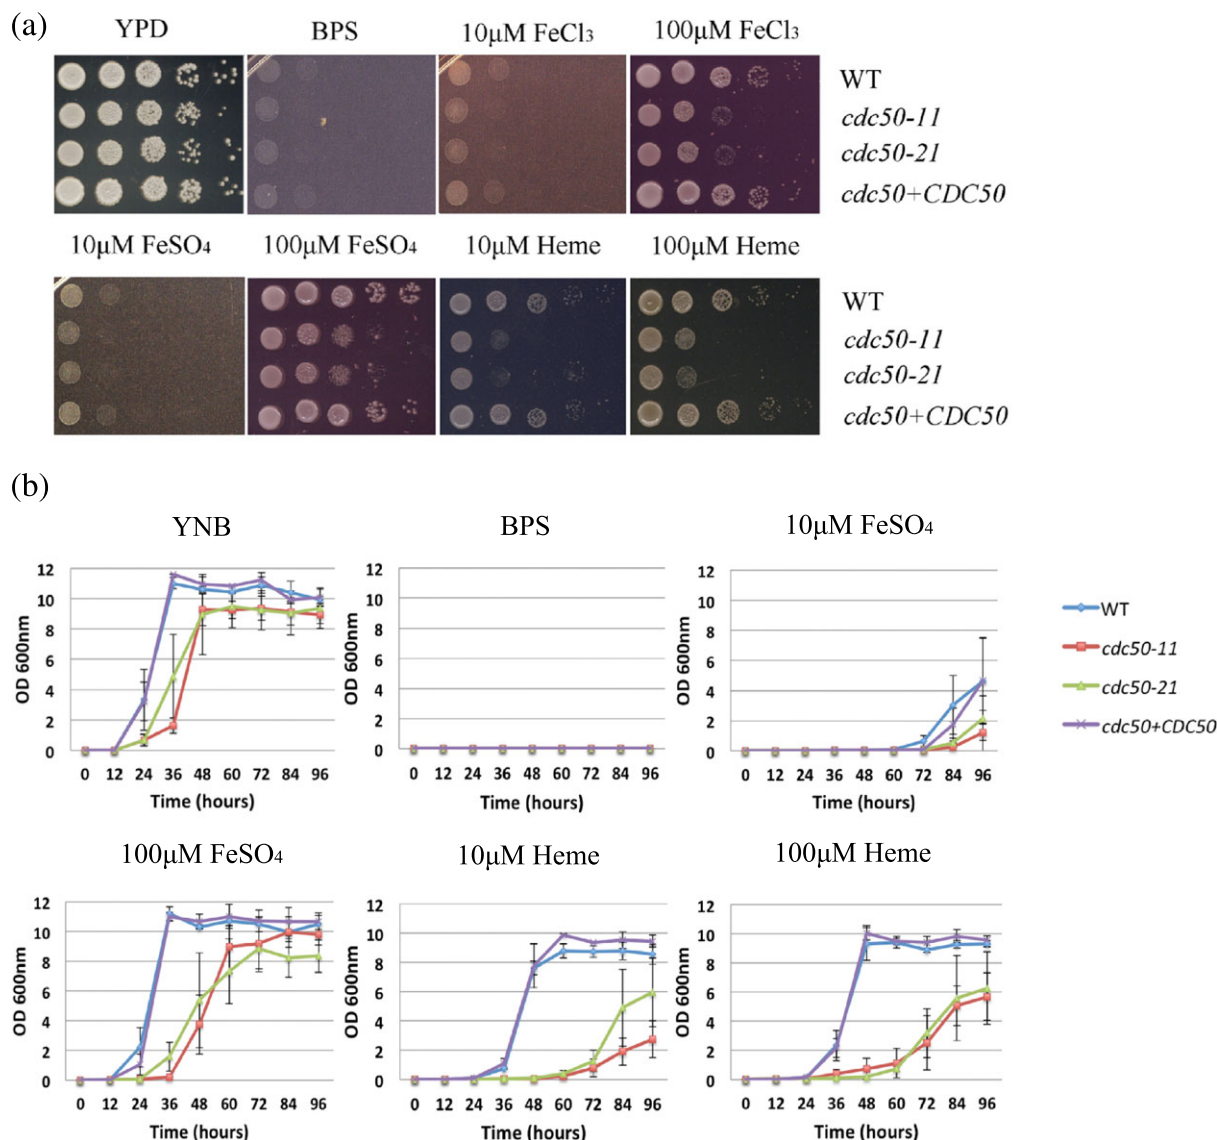 (a)
YPD BPS 10μM FeCl3 100μM FeCl3
WT
cdc50-11
cdc50-21
cdc50+CDC50
10μM FeSO4 100μM FeSO4 10μM Heme 100μM Heme
WT
cdc50-11
cdc50-21
cdc50+CDC50
(b)
YNB BPS 10μM FeSO4
12 12 12
10 10 10
8 8 8
6 6 6
4 4 4
2 2 2
0 0 0
OD 600nm OD 600nm OD 600nm
0 12 24 36 48 60 72 84 96 0 12 24 36 48 60 72 84 96 0 12 24 36 48 60 72 84 96
Time (hours) Time (hours) Time (hours)
WT
cdc50-11
cdc50-21
cdc50+CDC50
100μM FeSO4 10μM Heme 100μM Heme
12 12 12
10 10 10
8 8 8
6 6 6
4 4 4
2 2 2
0 0 0
OD 600nm OD 600nm OD 600nm
0 12 24 36 48 60 72 84 96 0 12 24 36 48 60 72 84 96 0 12 24 36 48 60 72 84 96
Time (hours) Time (hours) Time (hours)